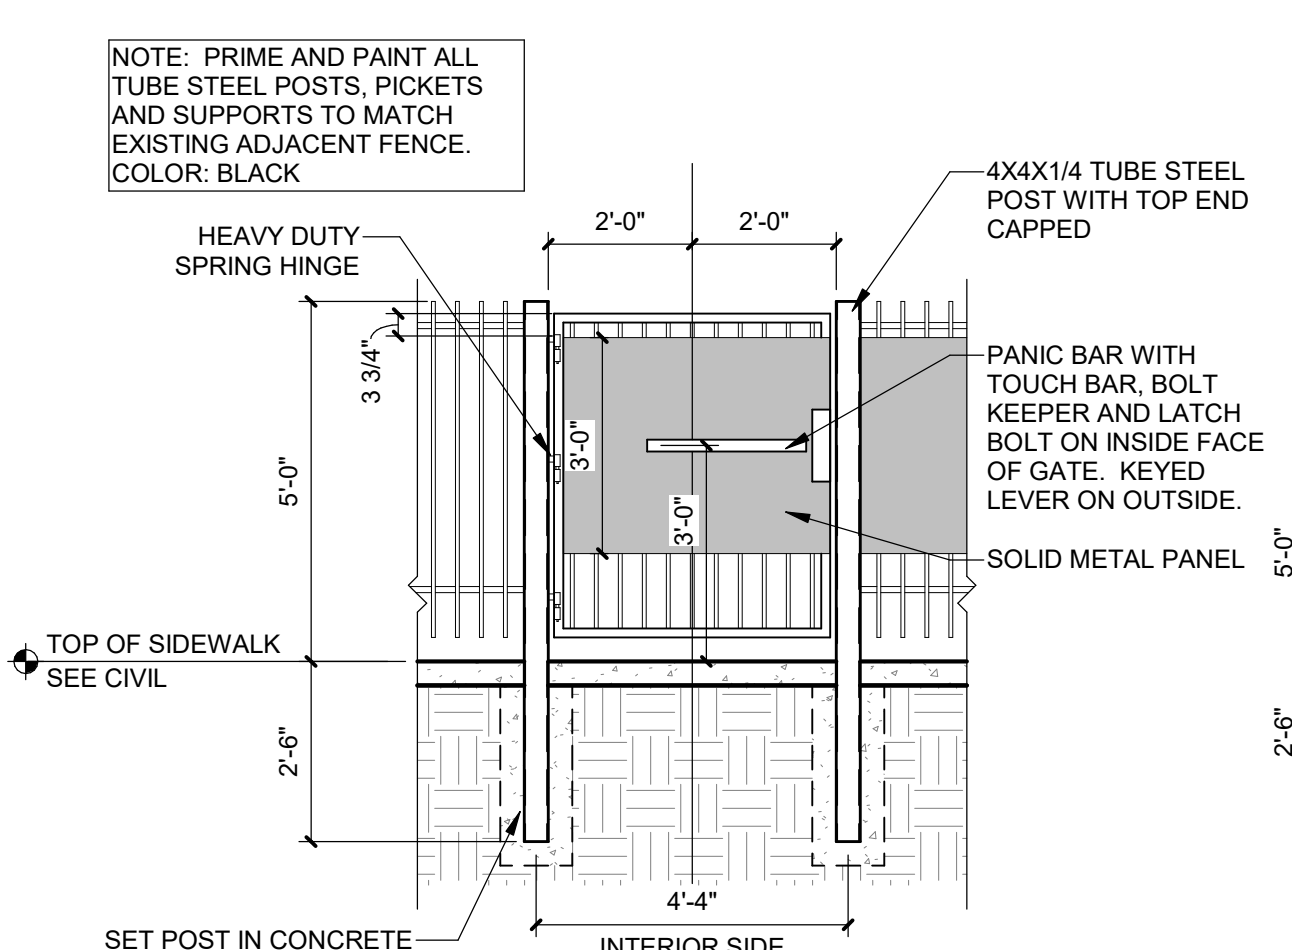 NOTE: PRIME AND PAINT ALL
TUBE STEEL POSTS, PICKETS
AND SUPPORTS TO MATCH
EXISTING ADJACENT FENCE.
COLOR: BLACK
4X4X1/4 TUBE STEEL
POST WITH TOP END
CAPPED
2'-0"
2'-0"
HEAVY DUTY
SPRING HINGE
3 3/4"
PANIC BAR WITH
TOUCH BAR, BOLT
KEEPER AND LATCH
BOLT ON INSIDE FACE
OF GATE. KEYED
LEVER ON OUTSIDE.
5'-0"
3'-0"
3'-0"
SOLID METAL PANEL
5'-0"
TOP OF SIDEWALK
SEE CIVIL
2'-6"
2'-6"
4'-4"
SET POST IN CONCRETE
INTERIOR SIDE